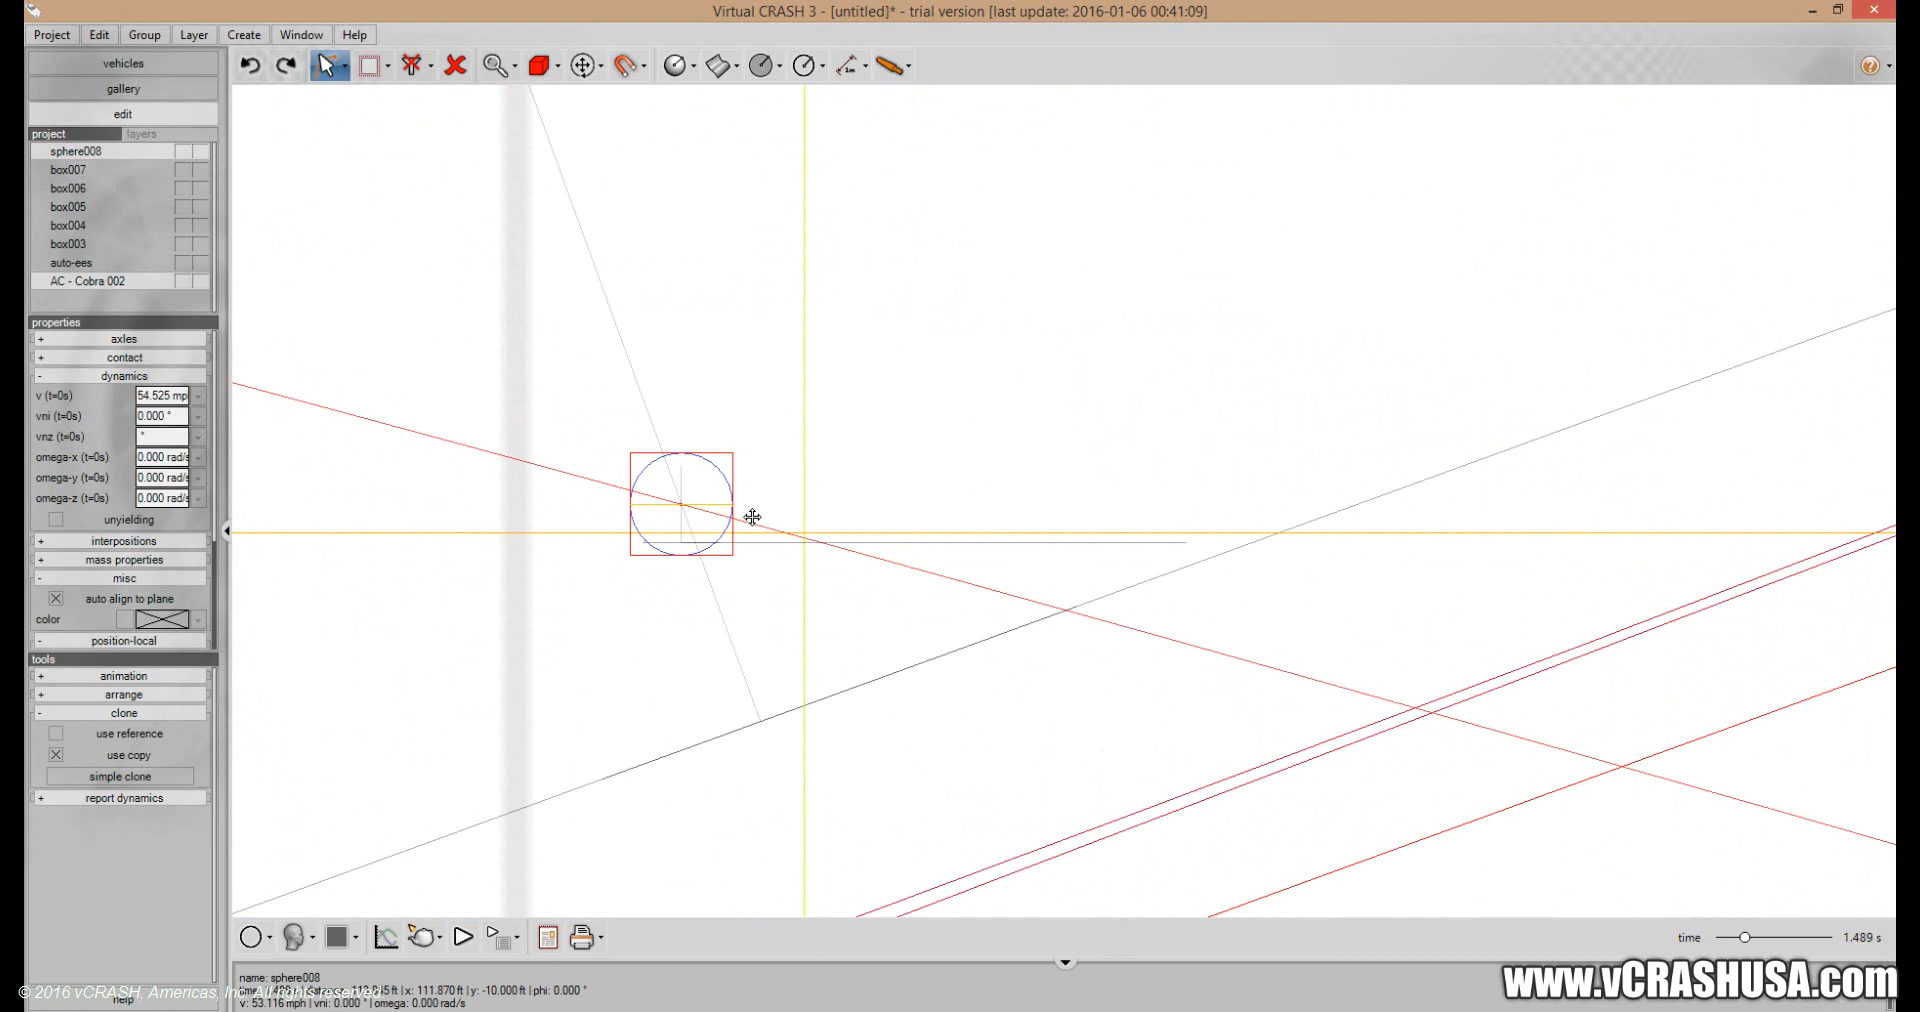 Virtual CRASH 3 - [untitled]* - trial version [last update: 2016-01-06 00:41:09]
Project Edit Group Layer Create Window Help
vehicles
gallery
edit
project layers
sphere008
box007
box006
box005
box004
box003
auto-ees
AC - Cobra 002
properties
+ axles
+ contact
- dynamics
v (t=0s) 54.525 mp
vni (t=0s) 0.000 °
vnz (t=0s) °
omega-x (t=0s) 0.000 rad/s
omega-y (t=0s) 0.000 rad/s
omega-z (t=0s) 0.000 rad/s
unyielding
+ interpositions
+ mass properties
- misc
auto align to plane
color
- position-local
tools
+ animation
+ arrange
- clone
use reference
use copy
simple clone
+ report dynamics
time 1.489 s
name: sphere008
ft | x: 111.870 ft | y: -10.000 ft | phi: 0.000 °
v: 53.116 mph | vni: 0.000 ° | omega: 0.000 rad/s
help
© 2016 vCRASH, Americas, Inc. All rights reserved.
www.vCRASHUSA.com